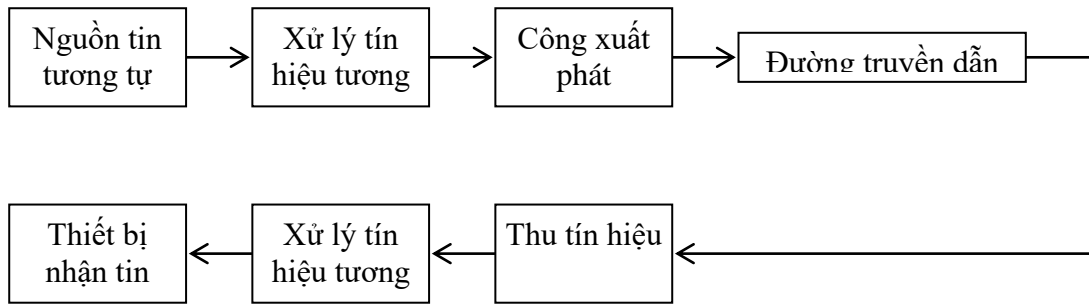 Nguồn tin
tương tự
Xử lý tín
hiệu tương
Công xuất
phát
Đường truyền dẫn
Thiết bị
nhận tin
Xử lý tín
hiệu tương
Thu tín hiệu